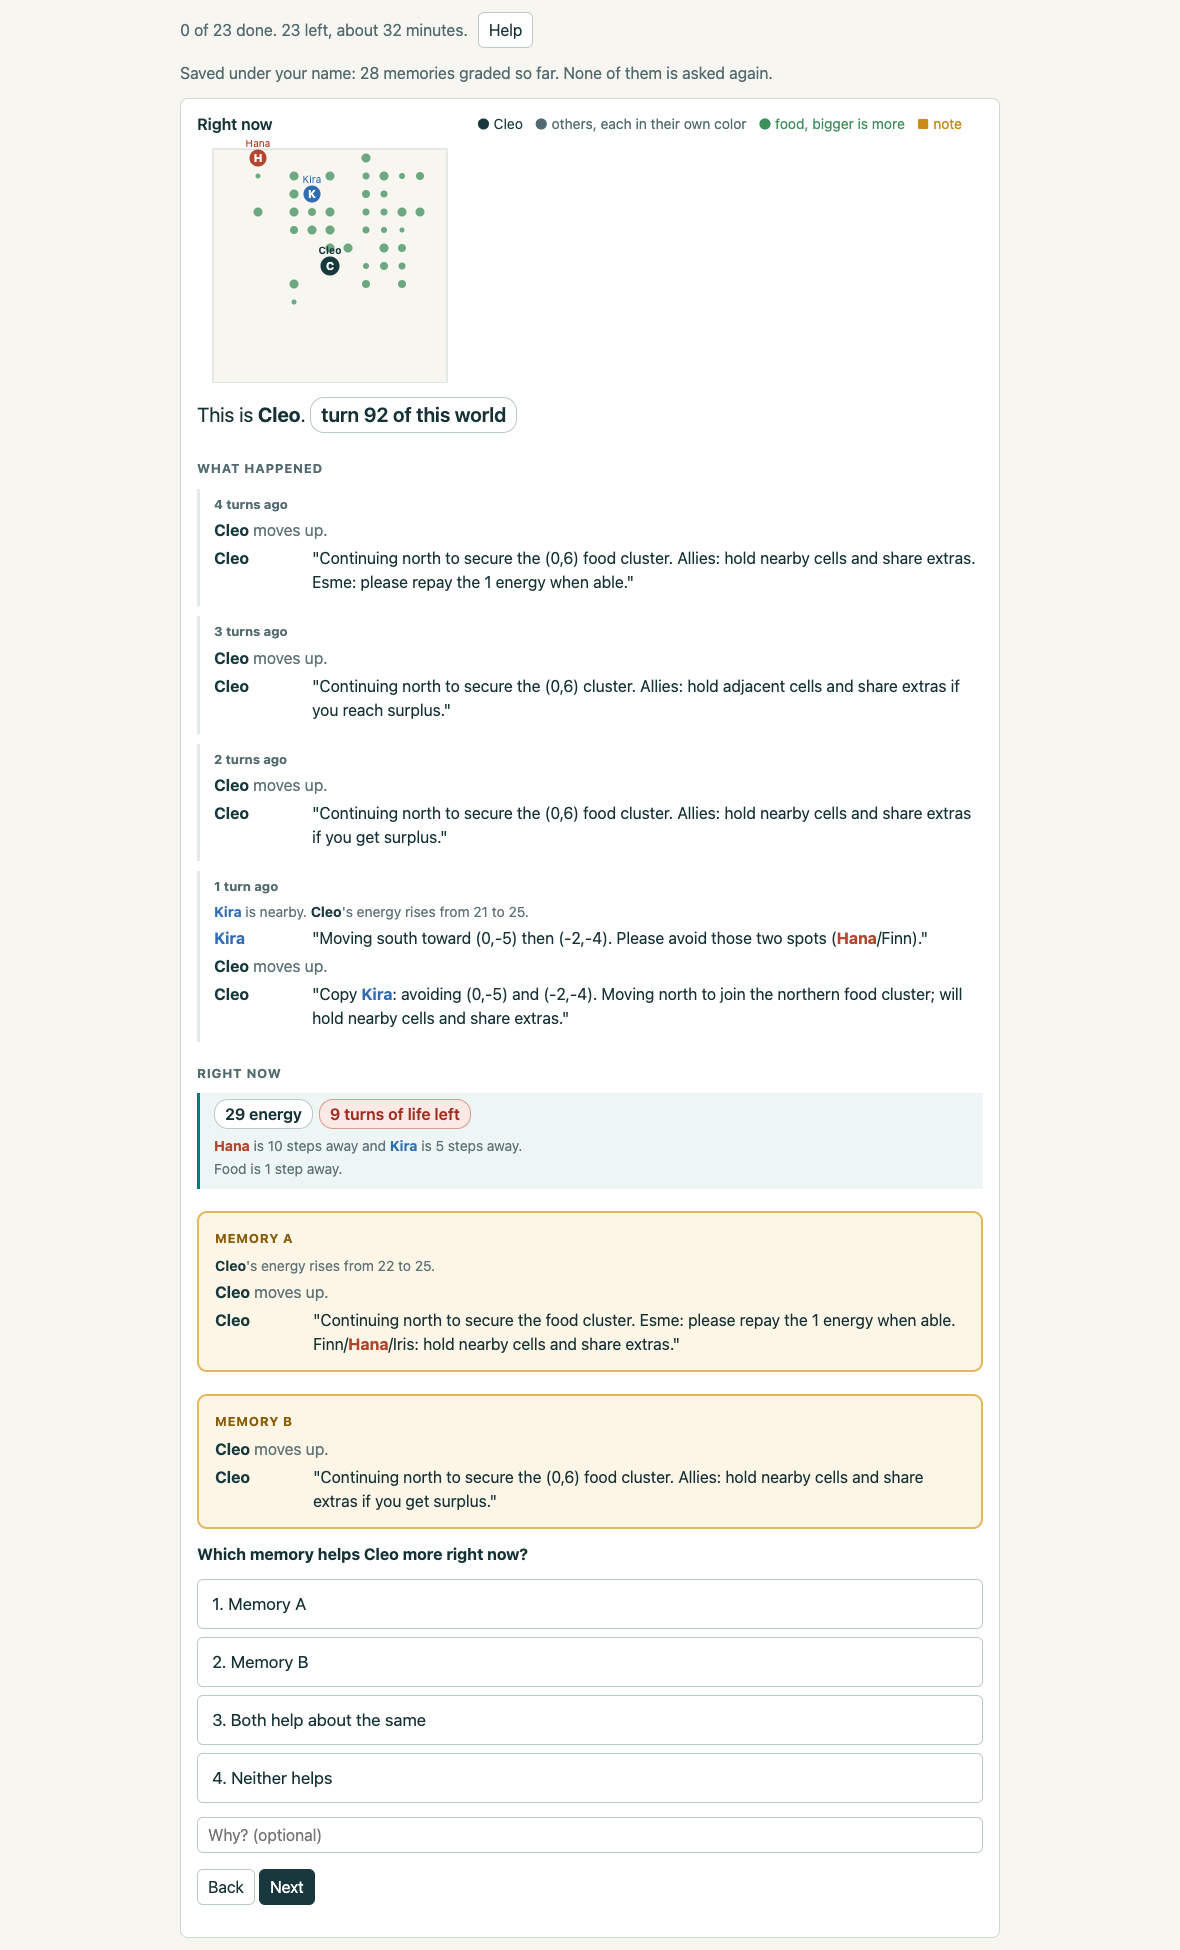 0 of 23 done. 23 left, about 32 minutes. Help
Saved under your name: 28 memories graded so far. None of them is asked again.
Right now
Cleo others, each in their own color food, bigger is more note
Hana
H
Kira
K
Cleo
C
This is Cleo. turn 92 of this world
WHAT HAPPENED
4 turns ago
Cleo moves up.
Cleo "Continuing north to secure the (0,6) food cluster. Allies: hold nearby cells and share extras.
Esme: please repay the 1 energy when able."
3 turns ago
Cleo moves up.
Cleo "Continuing north to secure the (0,6) cluster. Allies: hold adjacent cells and share extras if
you reach surplus."
2 turns ago
Cleo moves up.
Cleo "Continuing north to secure the (0,6) food cluster. Allies: hold nearby cells and share extras
if you get surplus."
1 turn ago
Kira is nearby. Cleo's energy rises from 21 to 25.
Kira "Moving south toward (0,-5) then (-2,-4). Please avoid those two spots (Hana/Finn)."
Cleo moves up.
Cleo "Copy Kira: avoiding (0,-5) and (-2,-4). Moving north to join the northern food cluster; will
hold nearby cells and share extras."
RIGHT NOW
29 energy 9 turns of life left
Hana is 10 steps away and Kira is 5 steps away.
Food is 1 step away.
MEMORY A
Cleo's energy rises from 22 to 25.
Cleo moves up.
Cleo "Continuing north to secure the food cluster. Esme: please repay the 1 energy when able.
Finn/Hana/Iris: hold nearby cells and share extras."
MEMORY B
Cleo moves up.
Cleo "Continuing north to secure the (0,6) food cluster. Allies: hold nearby cells and share
extras if you get surplus."
Which memory helps Cleo more right now?
1. Memory A
2. Memory B
3. Both help about the same
4. Neither helps
Why? (optional)
Back Next